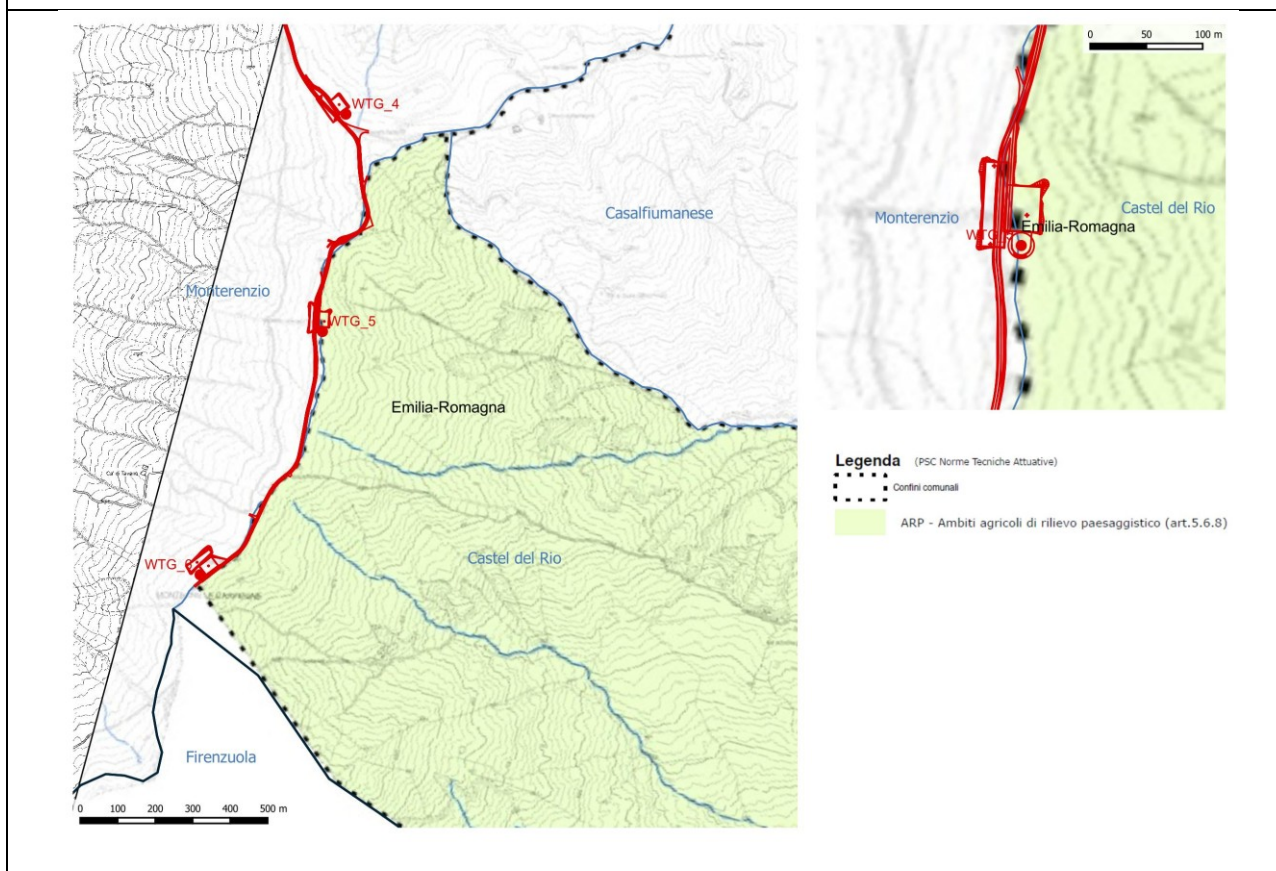 WTG_4
Casalfiumanese
Monterenzio
WTG_5
Emilia-Romagna
Castel del Rio
WTG_6
Firenzuola
0 100 200 300 400 500 m
0 50 100 m
Monterenzio
Castel del Rio
Emilia-Romagna
Legenda (PSC Norme Tecniche Attuative)
Confini comunali
ARP - Ambiti agricoli di rilievo paesaggistico (art.5.6.8)